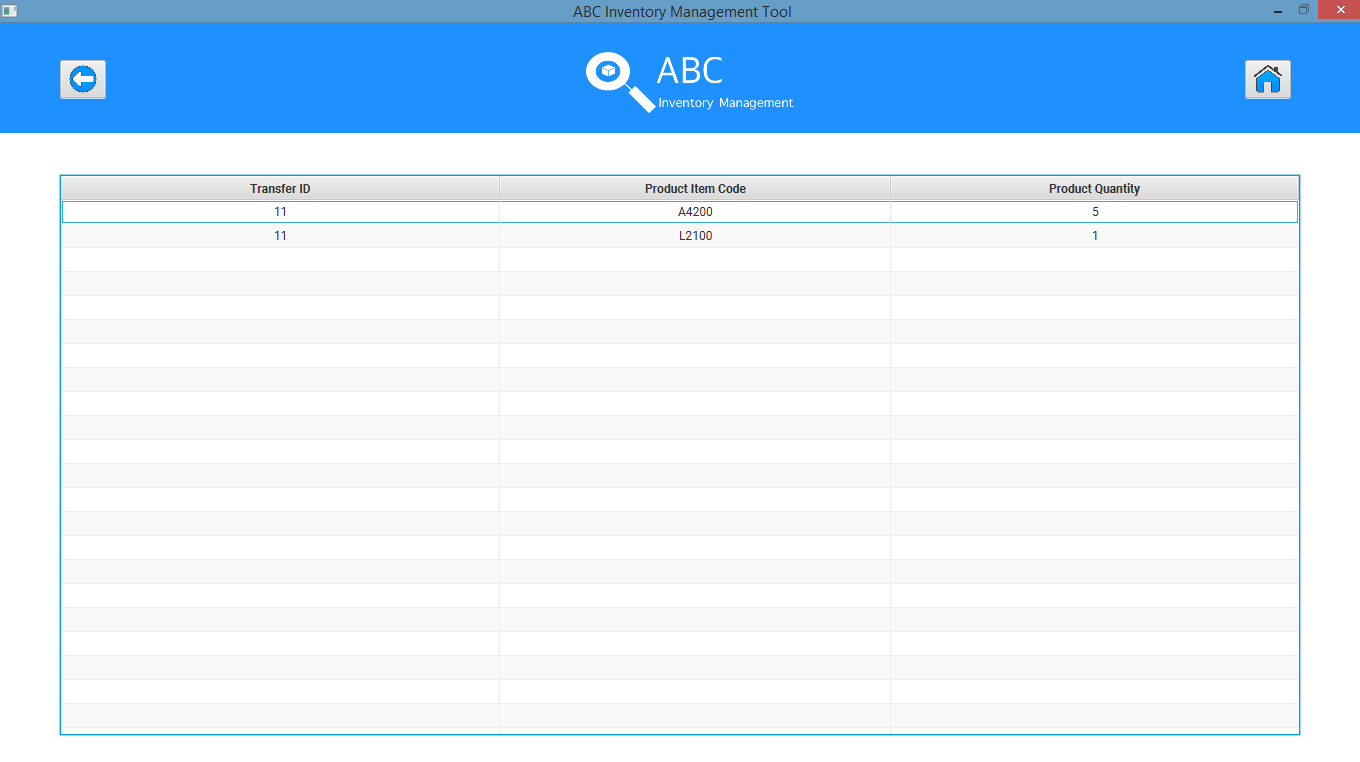 ABC Inventory Management Tool
ABC
Inventory Management
Transfer ID Product Item Code Product Quantity
11 A4200 5
11 L2100 1